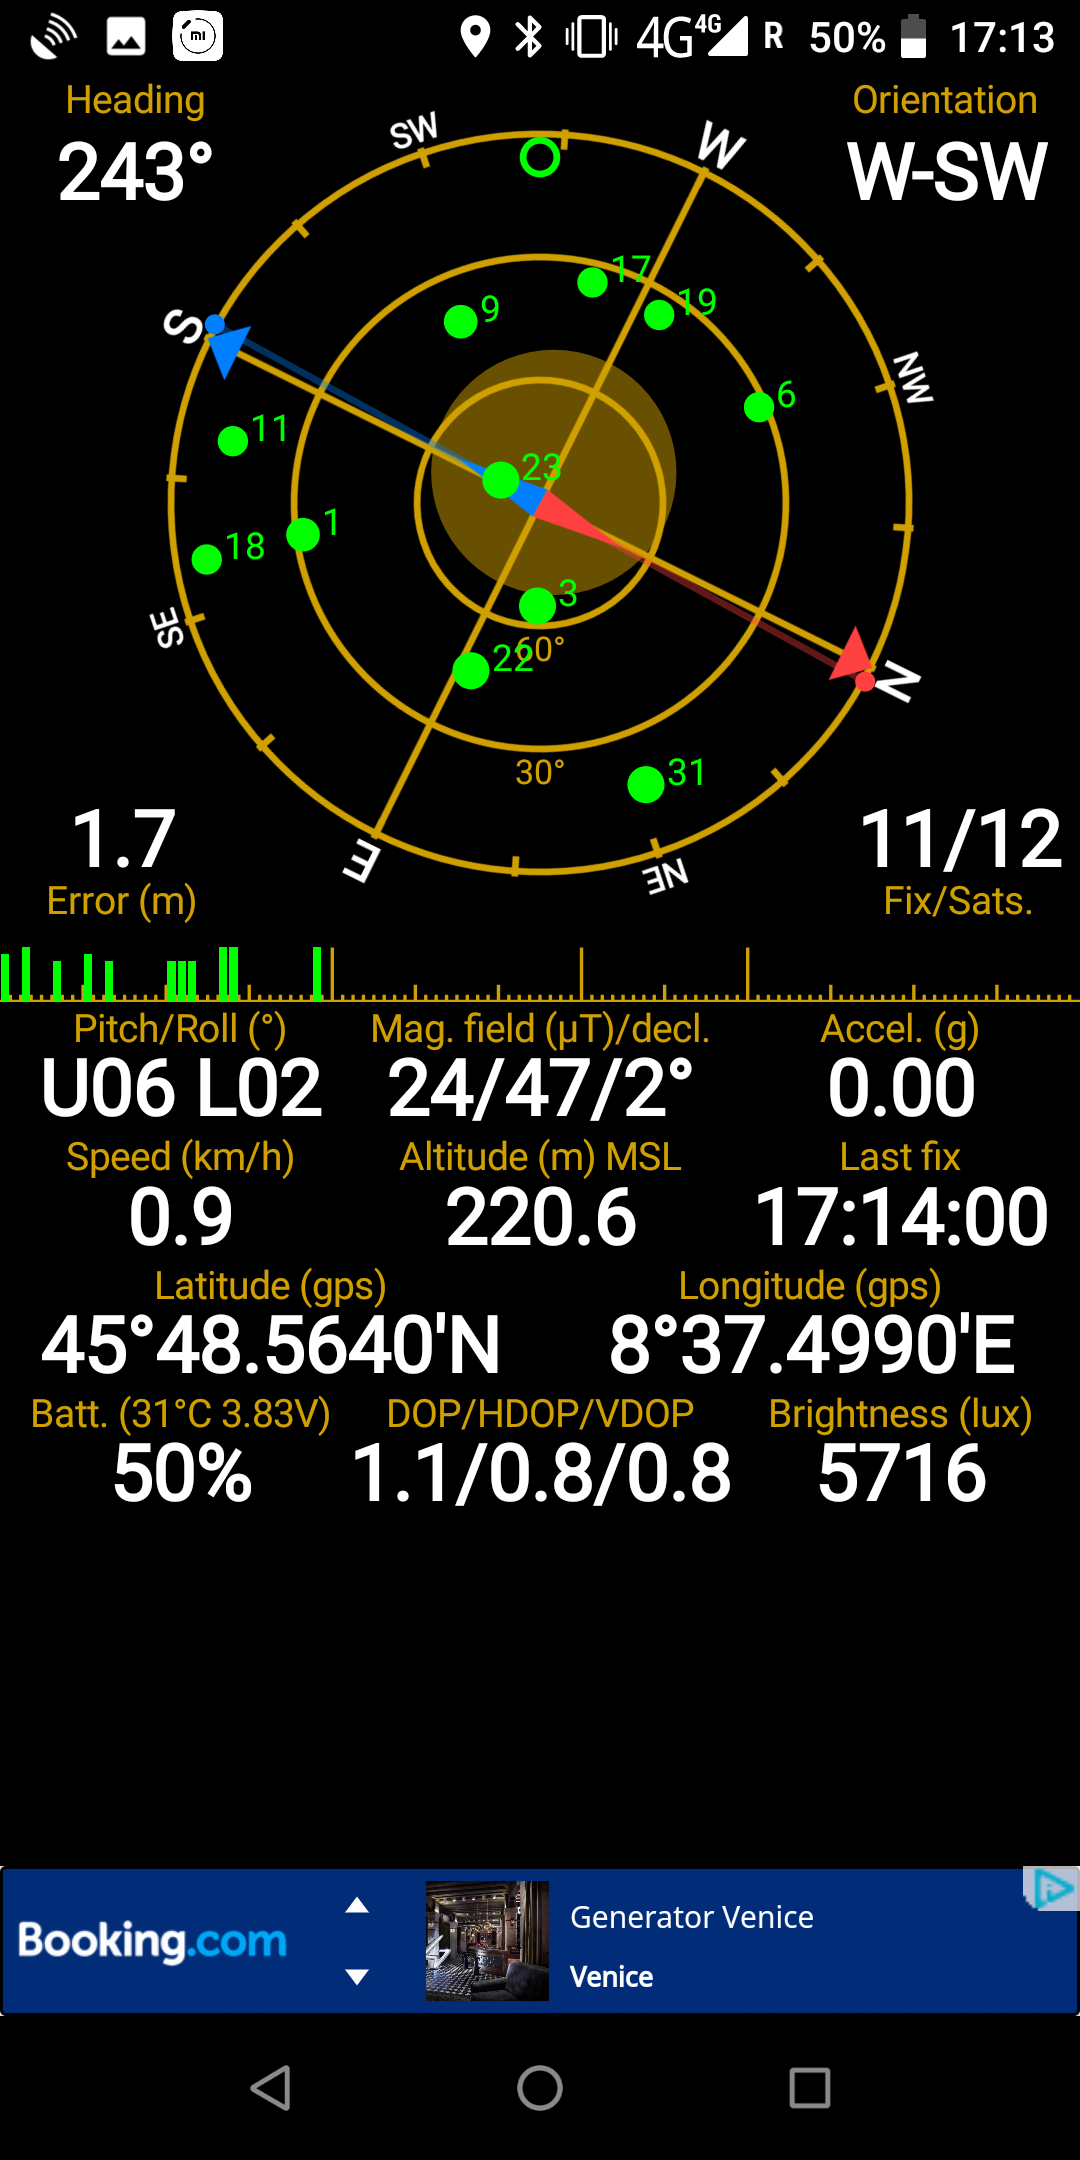 4G 4G R 50% 17:13
Heading Orientation
243° W-SW
SW W
17
9 19
S NW
6
11
23
1
18
3
SE
60°
22 N
30° 31
E NE
1.7 11/12
Error (m) Fix/Sats.
Pitch/Roll (°) Mag. field (μT)/decl. Accel. (g)
U06 L02 24/47/2° 0.00
Speed (km/h) Altitude (m) MSL Last fix
0.9 220.6 17:14:00
Latitude (gps) Longitude (gps)
45°48.5640'N 8°37.4990'E
Batt. (31°C 3.83V) DOP/HDOP/VDOP Brightness (lux)
50% 1.1/0.8/0.8 5716
Booking.com
Generator Venice
Venice